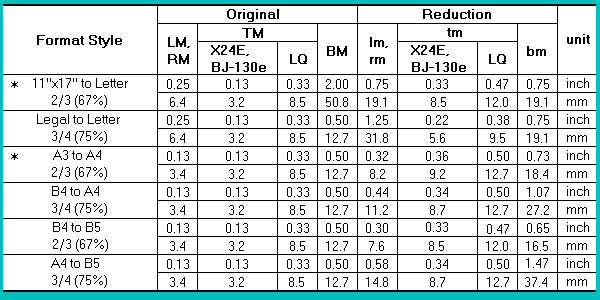 Format Style Original Reduction unit
LM, RM TM BM lm, rm tm bm
X24E, BJ-130e LQ X24E, BJ-130e LQ
* 11"x17" to Letter 0.25 0.13 0.33 2.00 0.75 0.33 0.47 0.75 inch
2/3 (67%) 6.4 3.2 8.5 50.8 19.1 8.5 12.0 19.1 mm
Legal to Letter 0.25 0.13 0.33 0.50 1.25 0.22 0.38 0.75 inch
3/4 (75%) 6.4 3.2 8.5 12.7 31.8 5.6 9.5 19.1 mm
* A3 to A4 0.13 0.13 0.33 0.50 0.32 0.36 0.50 0.73 inch
2/3 (67%) 3.4 3.2 8.5 12.7 8.2 9.2 12.7 18.4 mm
B4 to A4 0.13 0.13 0.33 0.50 0.44 0.34 0.50 1.07 inch
3/4 (75%) 3.4 3.2 8.5 12.7 11.2 8.7 12.7 27.2 mm
B4 to B5 0.13 0.13 0.33 0.50 0.30 0.33 0.47 0.65 inch
2/3 (67%) 3.4 3.2 8.5 12.7 7.6 8.5 12.0 16.5 mm
A4 to B5 0.13 0.13 0.33 0.50 0.58 0.34 0.50 1.47 inch
3/4 (75%) 3.4 3.2 8.5 12.7 14.8 8.7 12.7 37.4 mm